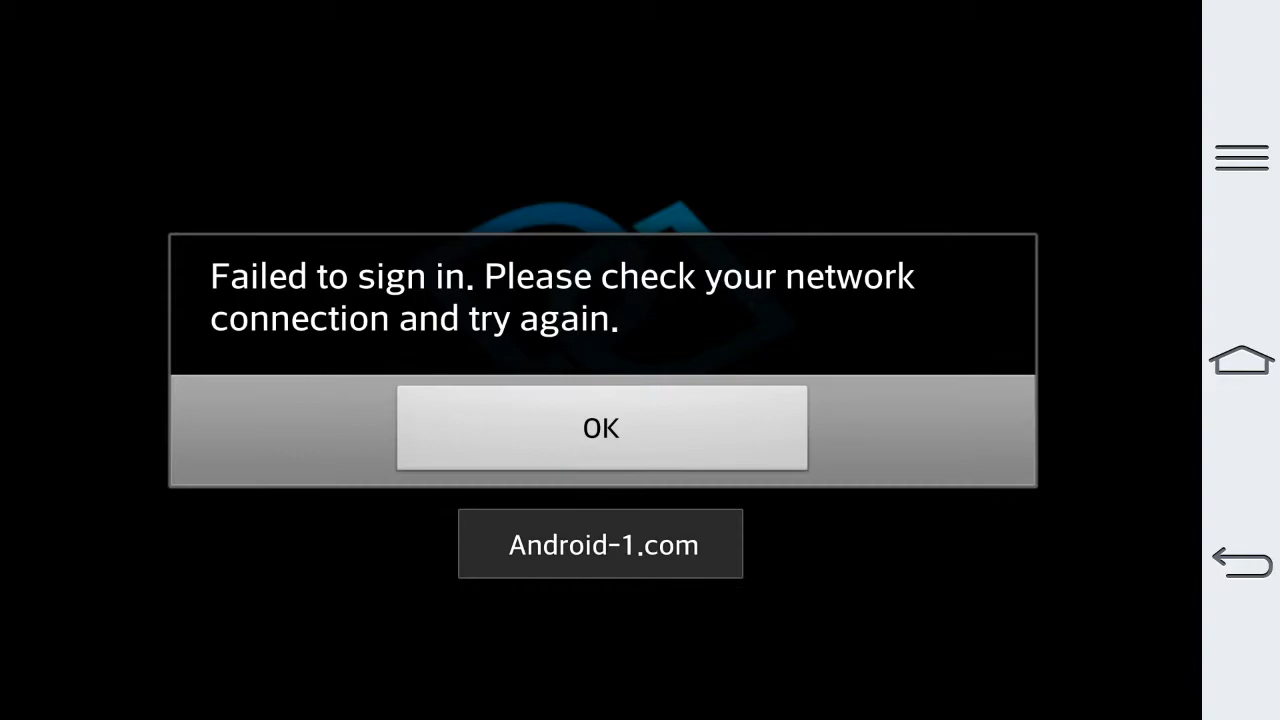 Failed to sign in. Please check your network
connection and try again.
OK
Android-1.com